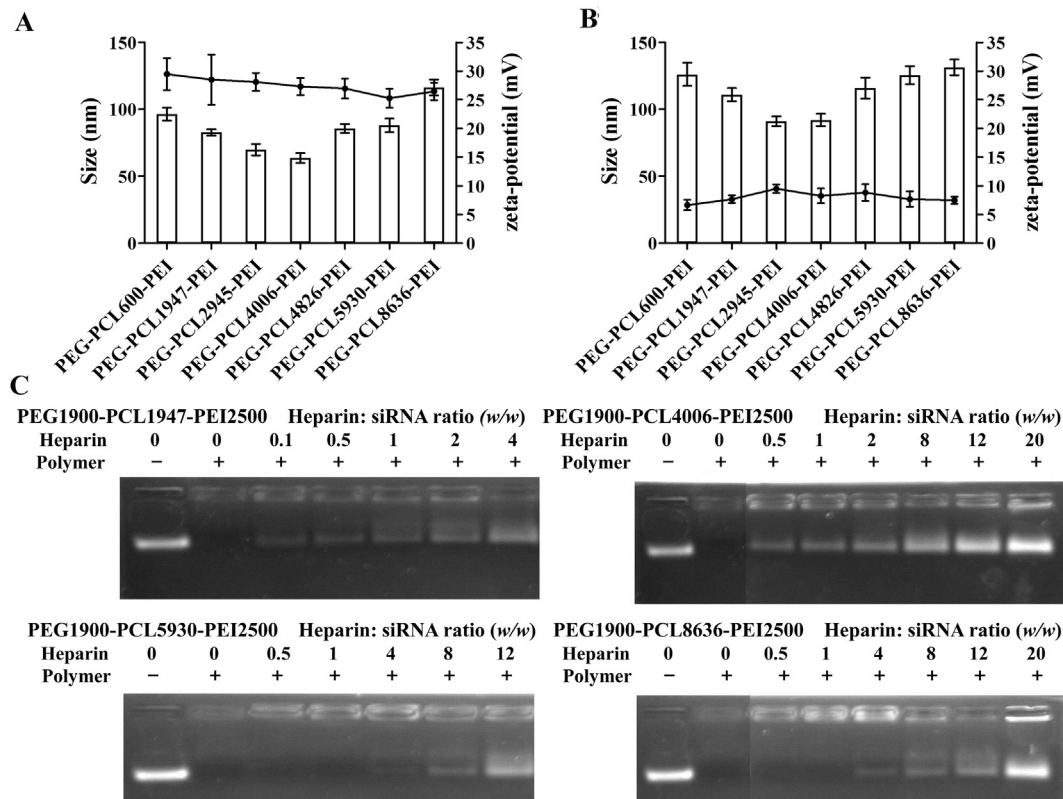 A
B
150
100
50
0
Size (nm)
35
30
25
20
15
10
5
0
zeta-potential (mV)
PEG-PCL600-PEI
PEG-PCL1947-PEI
PEG-PCL2945-PEI
PEG-PCL4006-PEI
PEG-PCL4826-PEI
PEG-PCL5930-PEI
PEG-PCL8636-PEI
150
100
50
0
Size (nm)
35
30
25
20
15
10
5
0
zeta-potential (mV)
PEG-PCL600-PEI
PEG-PCL1947-PEI
PEG-PCL2945-PEI
PEG-PCL4006-PEI
PEG-PCL4826-PEI
PEG-PCL5930-PEI
PEG-PCL8636-PEI
C
PEG1900-PCL1947-PEI2500 Heparin: siRNA ratio (w/w)
Heparin 0 0 0.1 0.5 1 2 4
Polymer − + + + + + +
PEG1900-PCL4006-PEI2500 Heparin: siRNA ratio (w/w)
Heparin 0 0 0.5 1 2 8 12 20
Polymer − + + + + + + +
PEG1900-PCL5930-PEI2500 Heparin: siRNA ratio (w/w)
Heparin 0 0 0.5 1 4 8 12
Polymer − + + + + + +
PEG1900-PCL8636-PEI2500 Heparin: siRNA ratio (w/w)
Heparin 0 0 0.5 1 4 8 12 20
Polymer − + + + + + + +